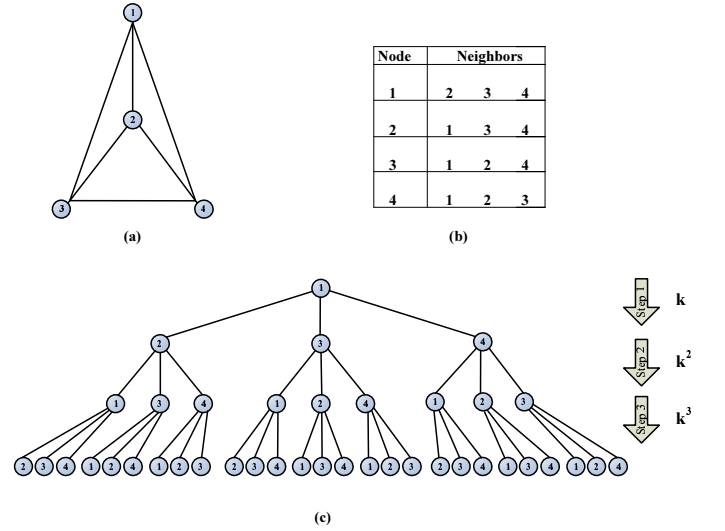 1
2
3 4
(a)
Node Neighbors
1 2 3 4
2 1 3 4
3 1 2 4
4 1 2 3
(b)
1
2 3 4
1 3 4 1 2 4 1 2 3
2 3 4 1 2 4 1 2 3 2 3 4 1 3 4 1 2 3 2 3 4 1 3 4 1 2 4
Step 1 k
Step 2 k²
Step 3 k³
(c)